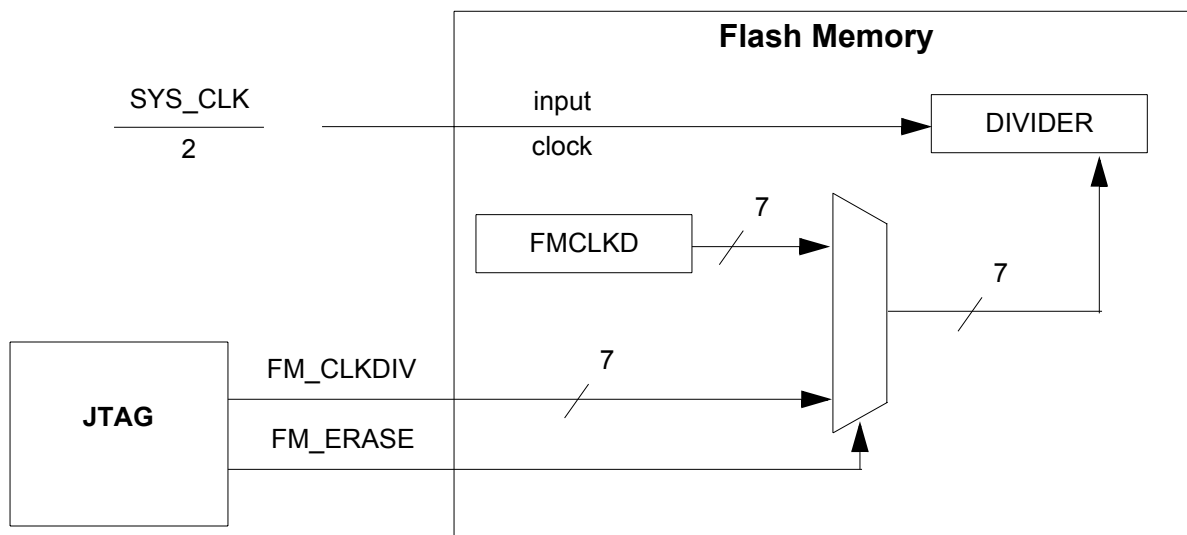 Flash Memory
SYS_CLK
2
input
clock
DIVIDER
7
FMCLKD
7
FM_CLKDIV
7
JTAG
FM_ERASE